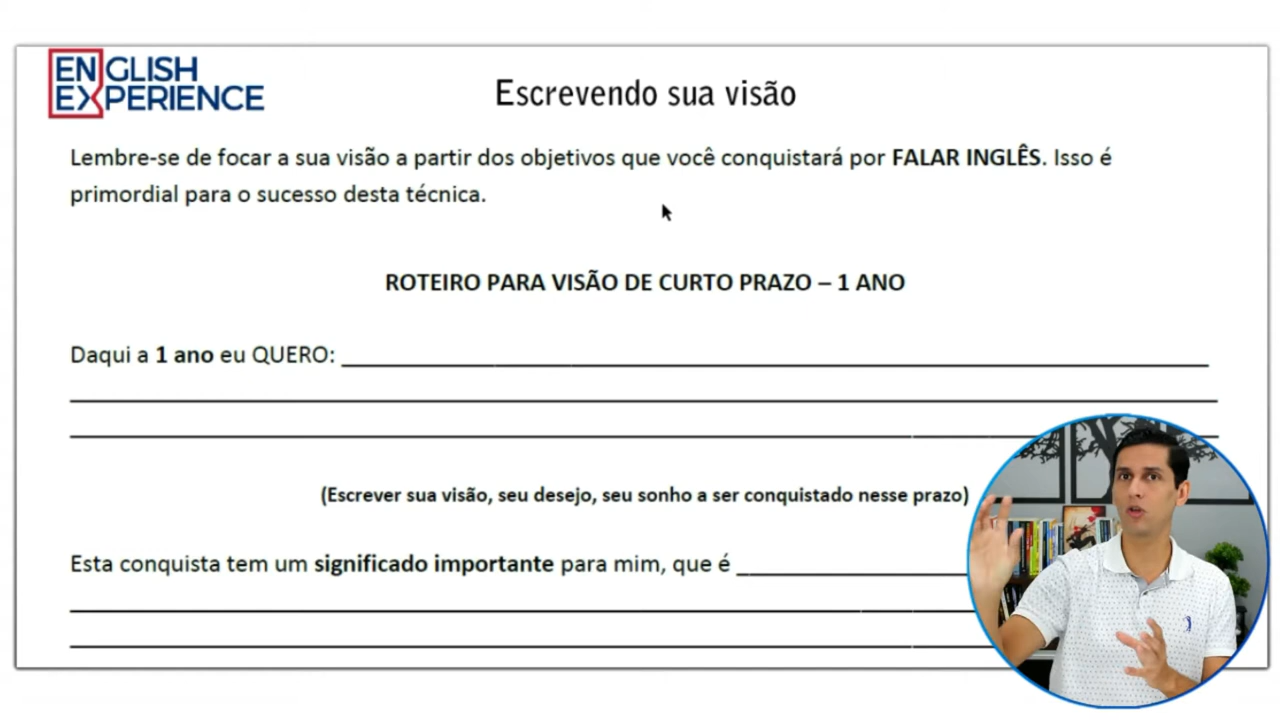 ENGLISH
EXPERIENCE
Escrevendo sua visão
Lembre-se de focar a sua visão a partir dos objetivos que você conquistará por FALAR INGLÊS. Isso é
primordial para o sucesso desta técnica.
ROTEIRO PARA VISÃO DE CURTO PRAZO – 1 ANO
Daqui a 1 ano eu QUERO:
(Escrever sua visão, seu desejo, seu sonho a ser conquistado nesse prazo)
Esta conquista tem um significado importante para mim, que é